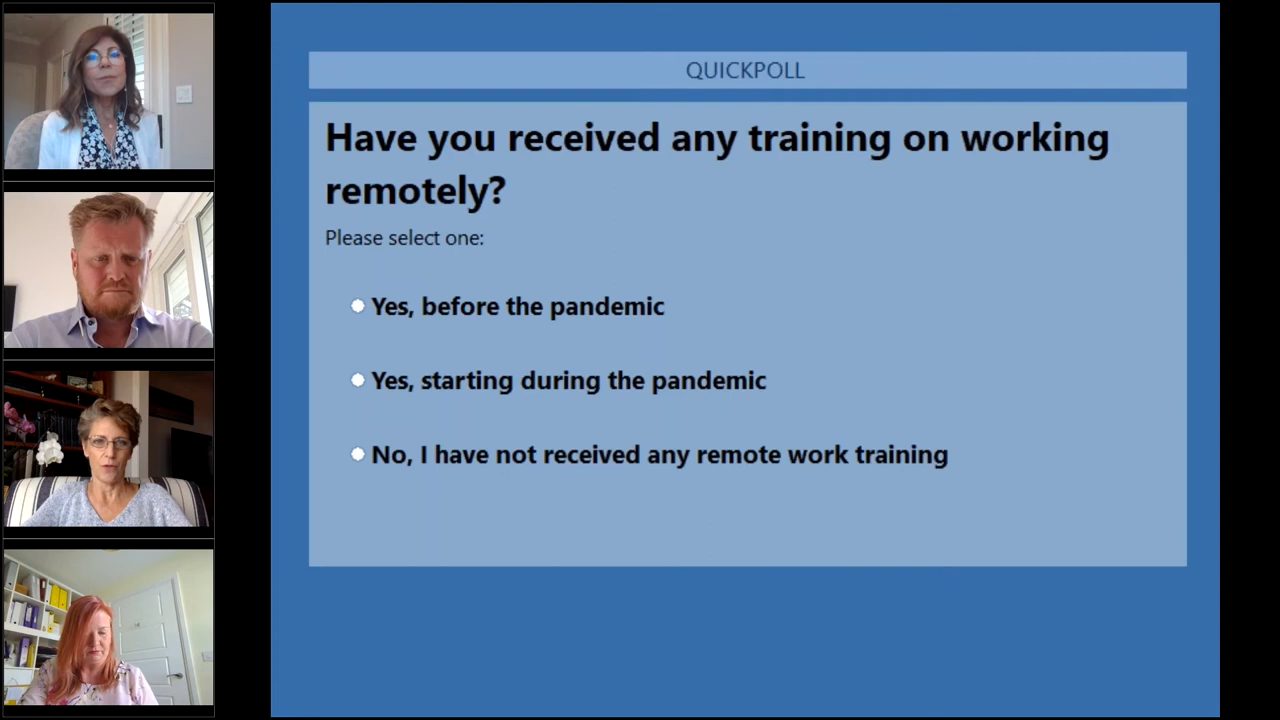 QUICKPOLL
Have you received any training on working
remotely?
Please select one:
Yes, before the pandemic
Yes, starting during the pandemic
No, I have not received any remote work training